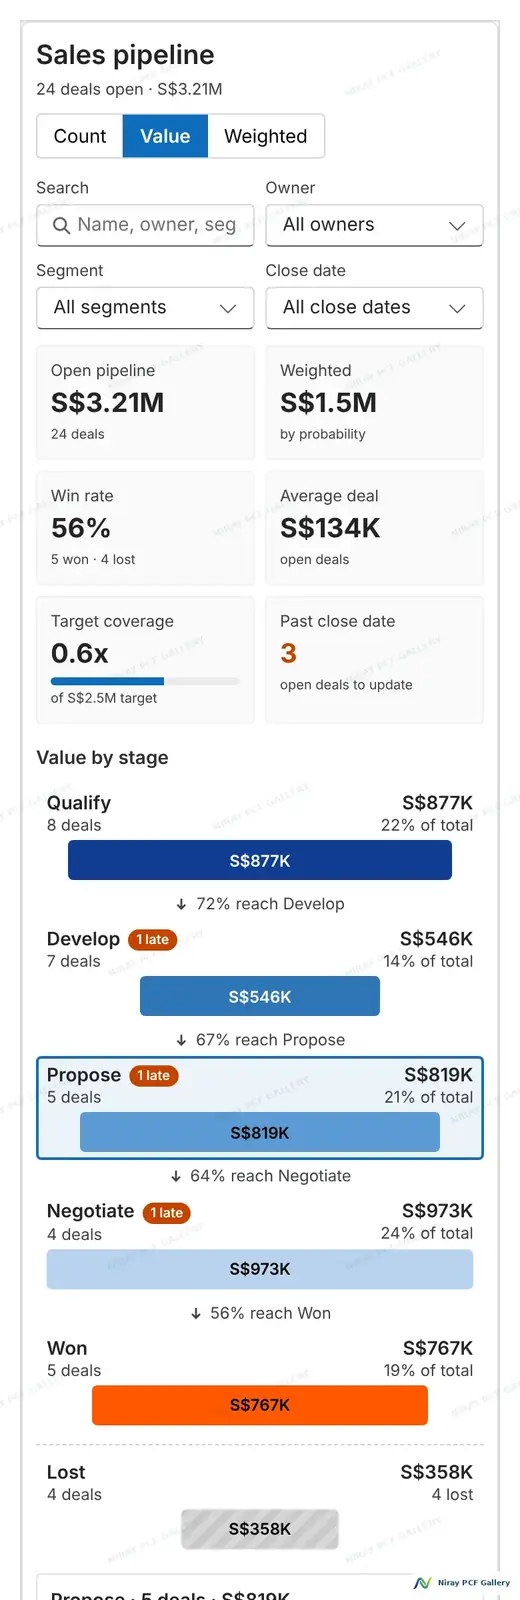 Sales pipeline
24 deals open · S$3.21M
Count Value Weighted
Search Owner
Name, owner, seg All owners
Segment Close date
All segments All close dates
Open pipeline Weighted
S$3.21M S$1.5M
24 deals by probability
Win rate Average deal
56% S$134K
5 won · 4 lost open deals
Target coverage Past close date
0.6x 3
of S$2.5M target open deals to update
Value by stage
Qualify S$877K
8 deals 22% of total
S$877K
↓ 72% reach Develop
Develop 1 late S$546K
7 deals 14% of total
S$546K
↓ 67% reach Propose
Propose 1 late S$819K
5 deals 21% of total
S$819K
↓ 64% reach Negotiate
Negotiate 1 late S$973K
4 deals 24% of total
S$973K
↓ 56% reach Won
Won S$767K
5 deals 19% of total
S$767K
Lost S$358K
4 deals 4 lost
S$358K
Propose · 5 deals · S$819K
Niray PCF Gallery